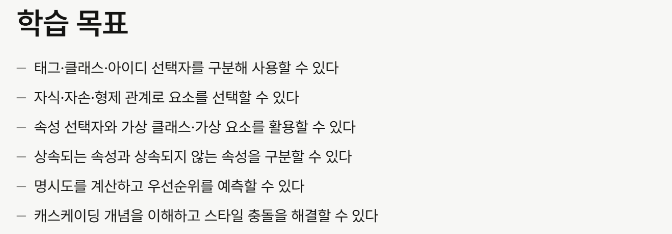 학습 목표
— 태그·클래스·아이디 선택자를 구분해 사용할 수 있다
— 자식·자손·형제 관계로 요소를 선택할 수 있다
— 속성 선택자와 가상 클래스·가상 요소를 활용할 수 있다
— 상속되는 속성과 상속되지 않는 속성을 구분할 수 있다
— 명시도를 계산하고 우선순위를 예측할 수 있다
— 캐스케이딩 개념을 이해하고 스타일 충돌을 해결할 수 있다